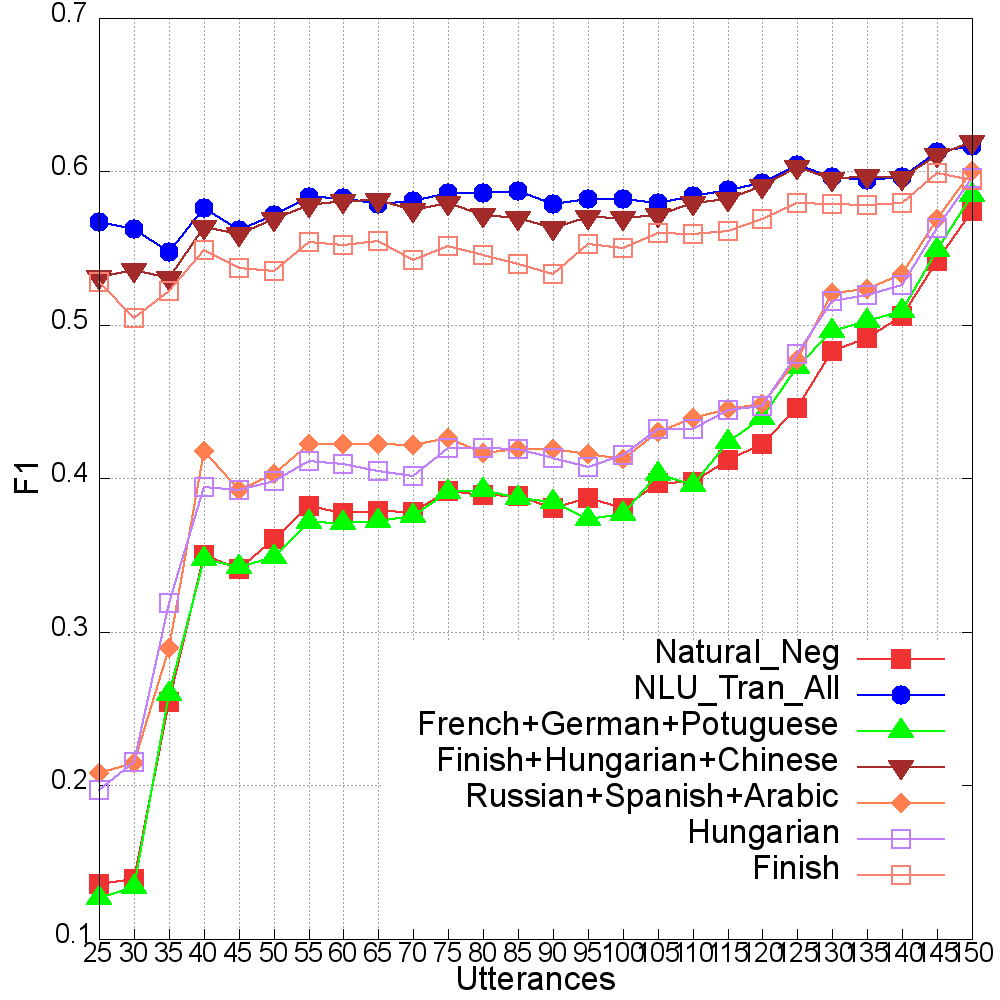 0.7
0.6
0.5
0.4
0.3
0.2
0.1
F1
Natural_Neg
NLU_Tran_All
French+German+Potuguese
Finish+Hungarian+Chinese
Russian+Spanish+Arabic
Hungarian
Finish
25 30 35 40 45 50 55 60 65 70 75 80 85 90 95 100 105 110 115 120 125 130 135 140 145 150
Utterances